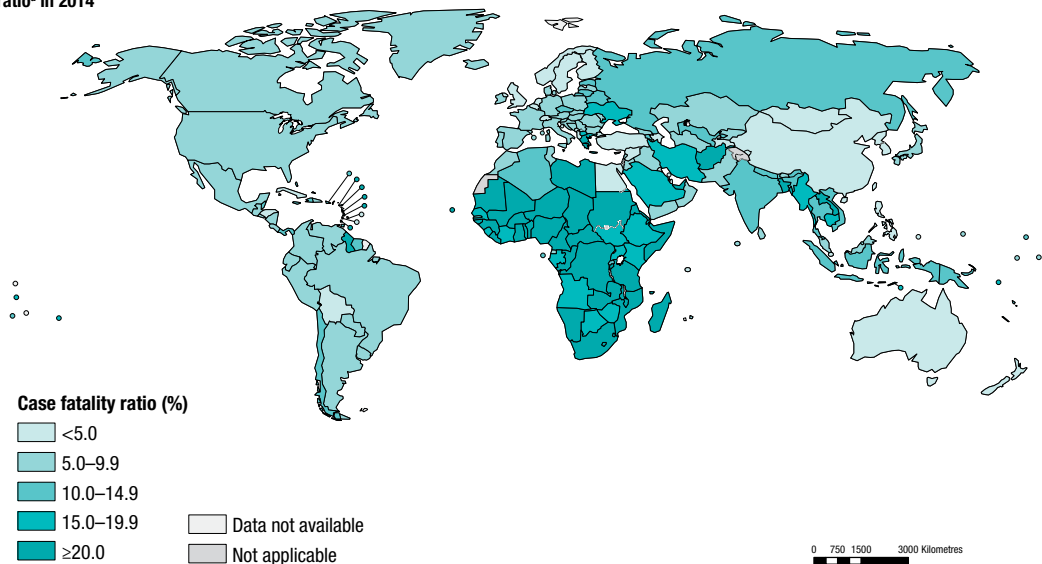 ratioᵃ in 2014
Case fatality ratio (%)
<5.0
5.0–9.9
10.0–14.9
15.0–19.9
≥20.0
Data not available
Not applicable
0 750 1500 3000 Kilometres